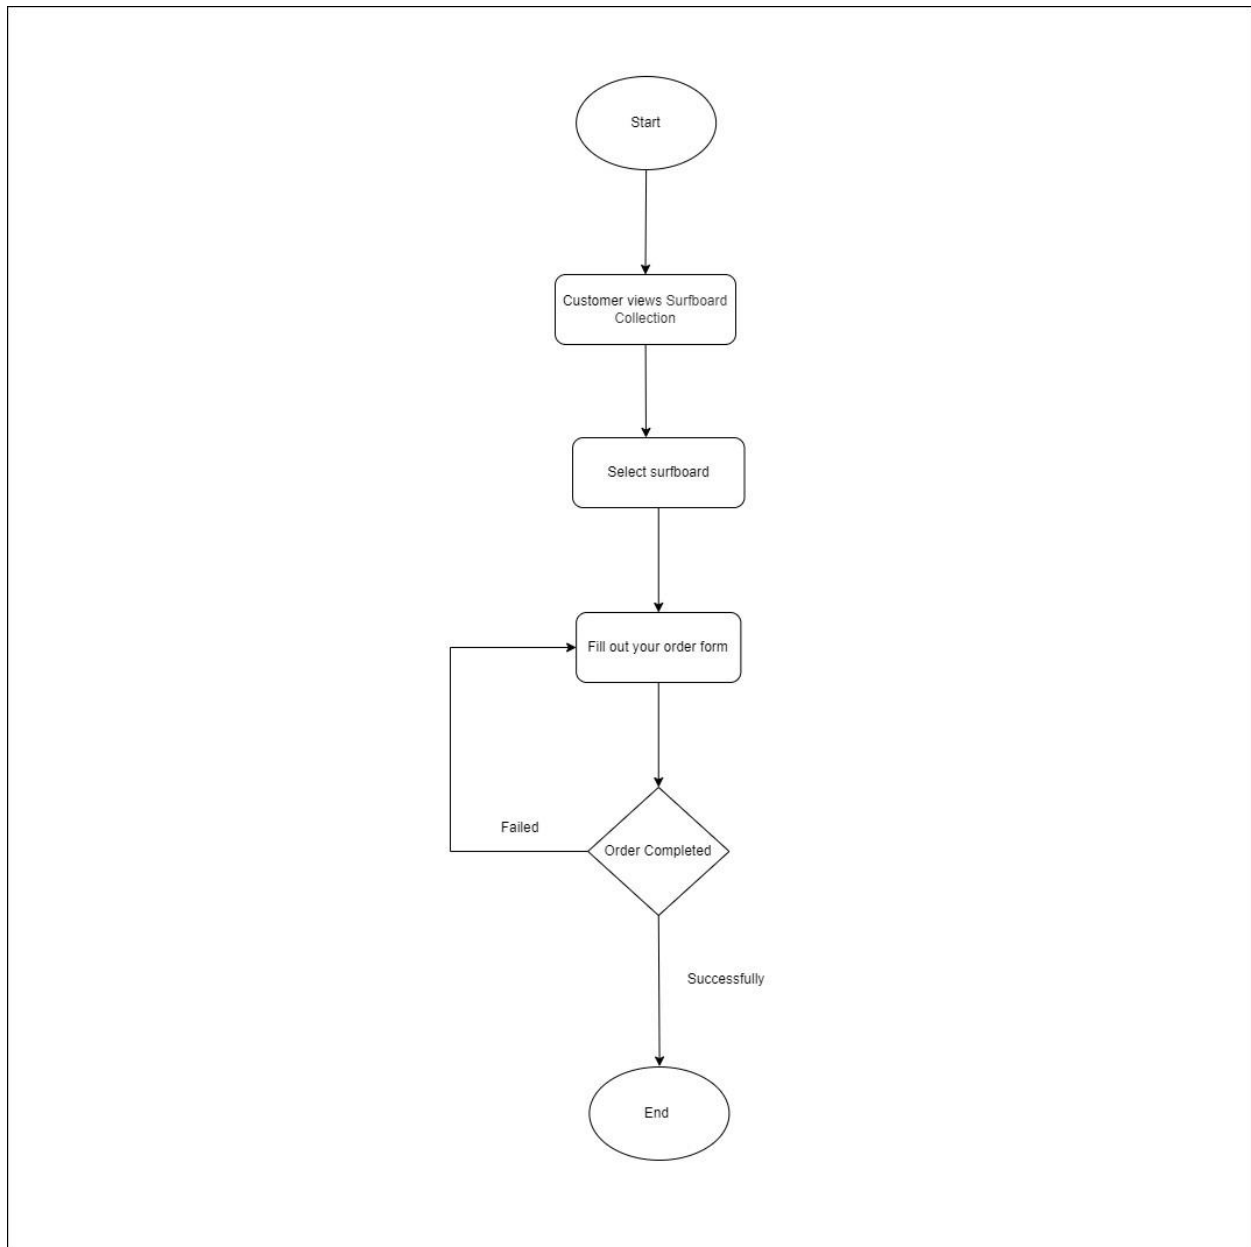 Start
Customer views Surfboard
Collection
Select surfboard
Fill out your order form
Failed
Order Completed
Successfully
End